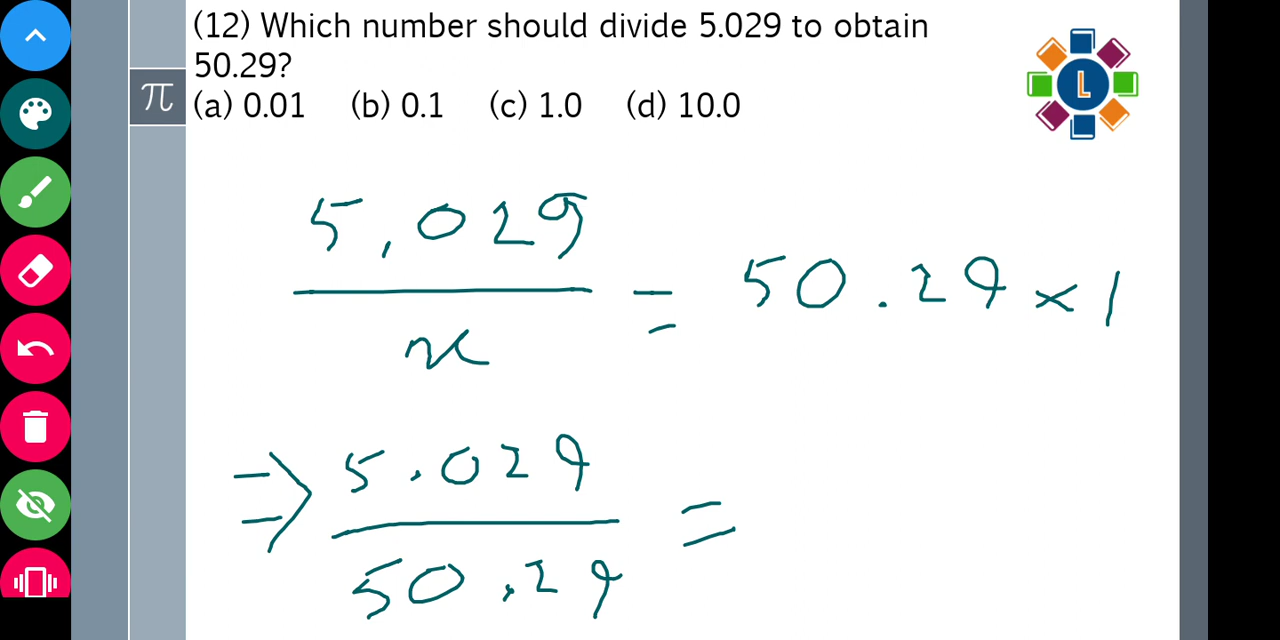 (12) Which number should divide 5.029 to obtain
50.29?
(a) 0.01 (b) 0.1 (c) 1.0 (d) 10.0
π
L
5,029
= 50.29 × 1
x
⇒ 5.029 =
50.29